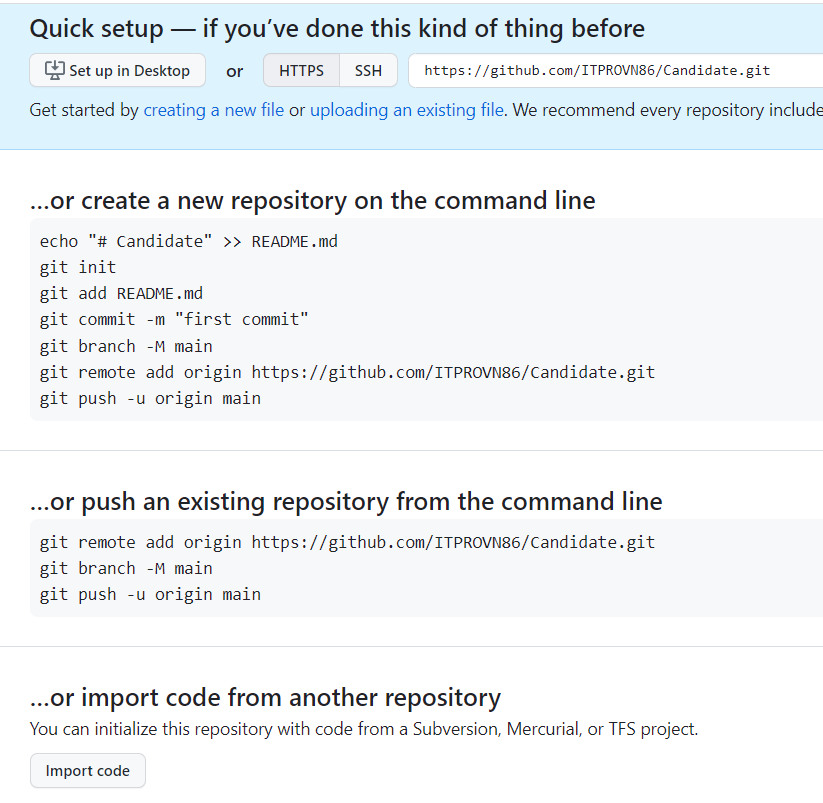 Quick setup — if you’ve done this kind of thing before
Set up in Desktop or HTTPS SSH https://github.com/ITPROVN86/Candidate.git
Get started by creating a new file or uploading an existing file. We recommend every repository include
...or create a new repository on the command line
echo "# Candidate" >> README.md
git init
git add README.md
git commit -m "first commit"
git branch -M main
git remote add origin https://github.com/ITPROVN86/Candidate.git
git push -u origin main
...or push an existing repository from the command line
git remote add origin https://github.com/ITPROVN86/Candidate.git
git branch -M main
git push -u origin main
...or import code from another repository
You can initialize this repository with code from a Subversion, Mercurial, or TFS project.
Import code